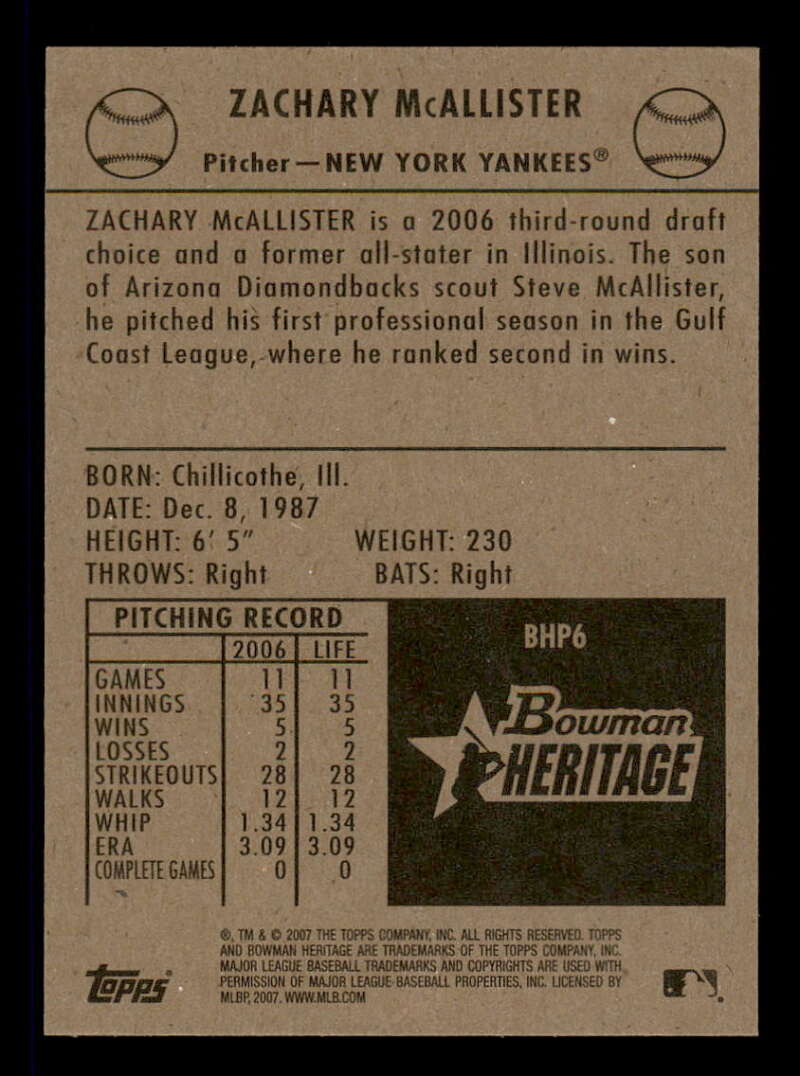 ZACHARY McALLISTER
Pitcher—NEW YORK YANKEES®
ZACHARY McALLISTER is a 2006 third-round draft
choice and a former all-stater in Illinois. The son
of Arizona Diamondbacks scout Steve McAllister,
he pitched his first professional season in the Gulf
Coast League, where he ranked second in wins.
BORN: Chillicothe, Ill.
DATE: Dec. 8, 1987
HEIGHT: 6' 5" WEIGHT: 230
THROWS: Right BATS: Right
PITCHING RECORD
2006 LIFE
GAMES 11 11
INNINGS 35 35
WINS 5 5
LOSSES 2 2
STRIKEOUTS 28 28
WALKS 12 12
WHIP 1.34 1.34
ERA 3.09 3.09
COMPLETE GAMES 0 0
BHP6
Bowman
HERITAGE
®, TM & © 2007 THE TOPPS COMPANY, INC. ALL RIGHTS RESERVED. TOPPS
AND BOWMAN HERITAGE ARE TRADEMARKS OF THE TOPPS COMPANY, INC.
MAJOR LEAGUE BASEBALL TRADEMARKS AND COPYRIGHTS ARE USED WITH
PERMISSION OF MAJOR LEAGUE BASEBALL PROPERTIES, INC. LICENSED BY
MLBP, 2007. WWW.MLB.COM
topps